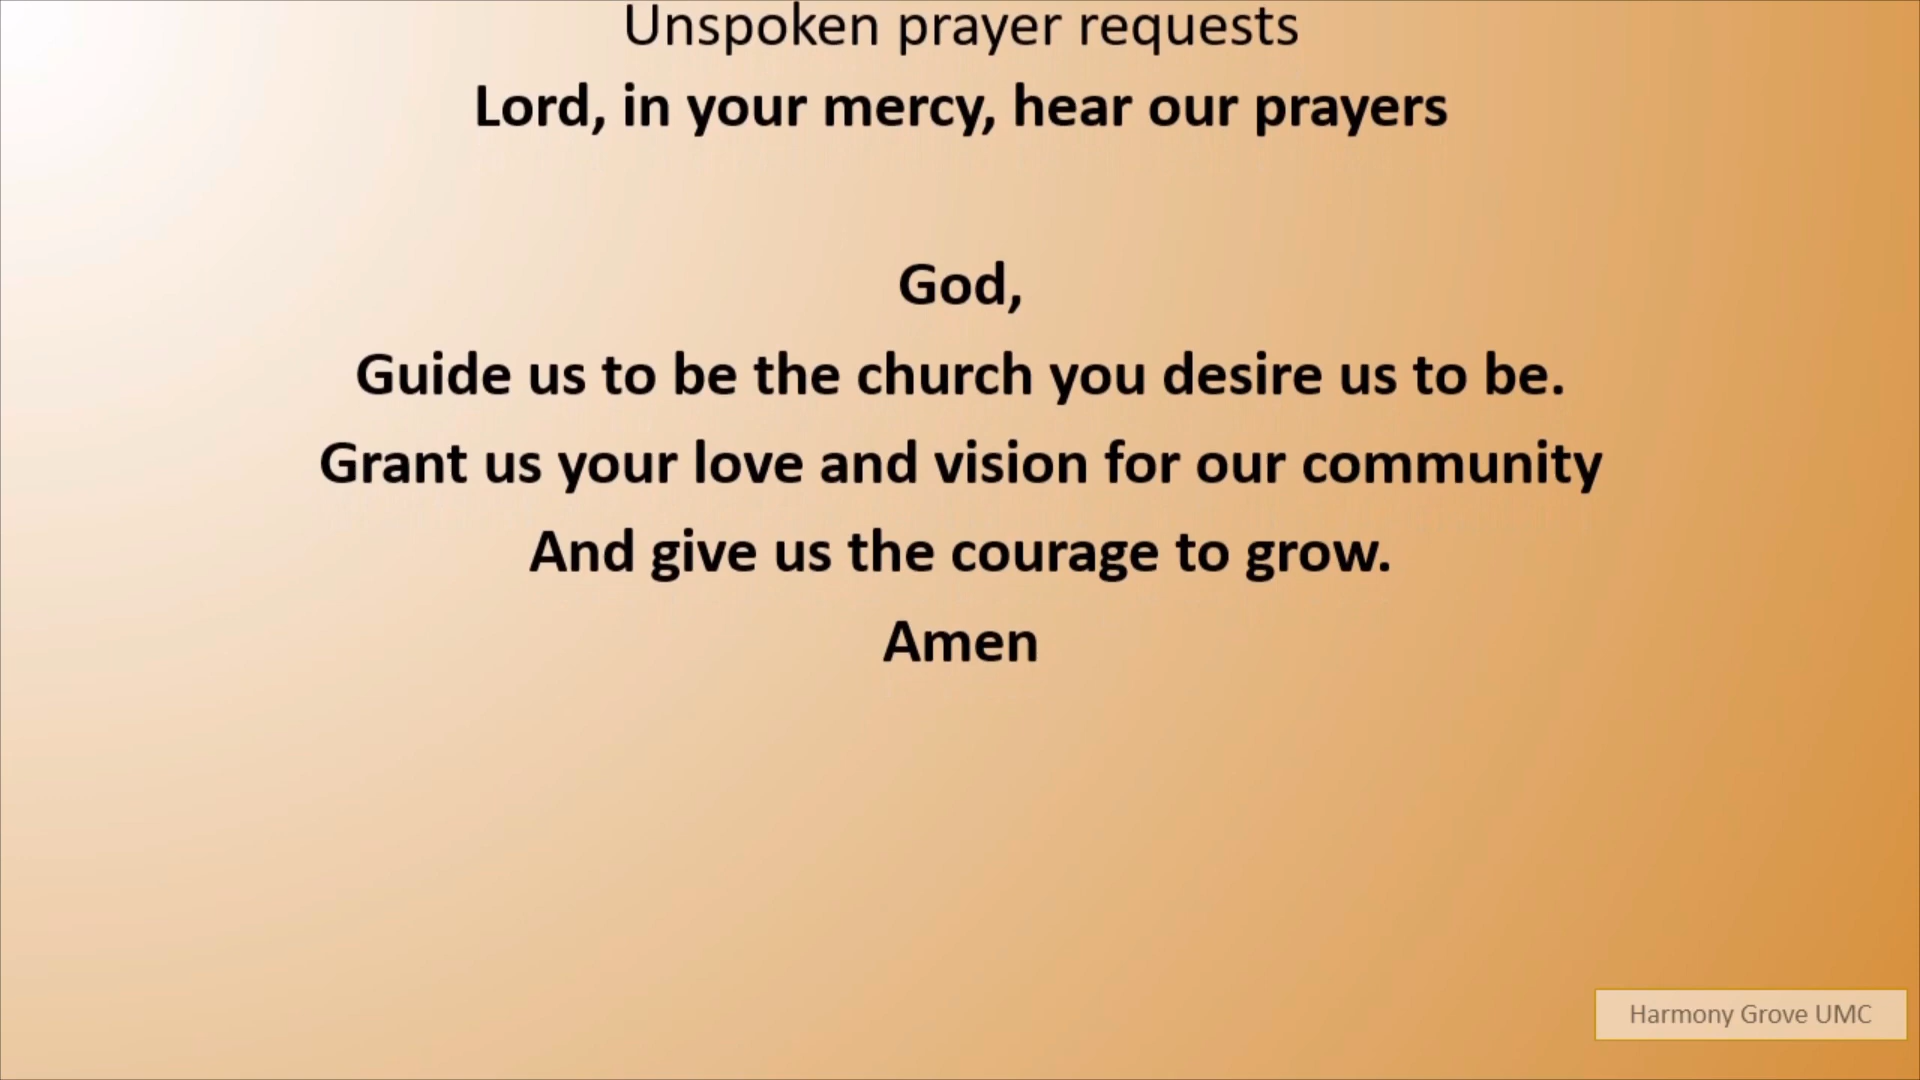 Unspoken prayer requests
Lord, in your mercy, hear our prayers
God,
Guide us to be the church you desire us to be.
Grant us your love and vision for our community
And give us the courage to grow.
Amen
Harmony Grove UMC